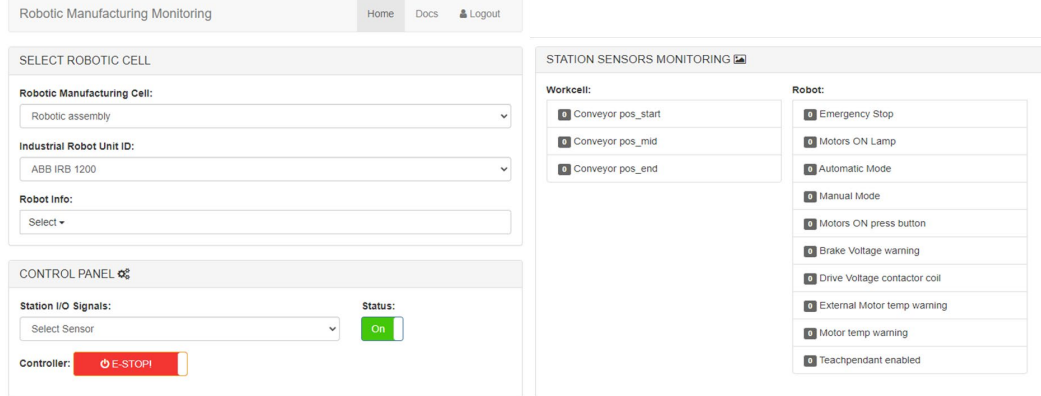 Robotic Manufacturing Monitoring
Home Docs Logout
SELECT ROBOTIC CELL
Robotic Manufacturing Cell:
Robotic assembly
Industrial Robot Unit ID:
ABB IRB 1200
Robot Info:
Select
CONTROL PANEL
Station I/O Signals:
Select Sensor
Status:
On
Controller:
E-STOP!
STATION SENSORS MONITORING
Workcell:
0 Conveyor pos_start
0 Conveyor pos_mid
0 Conveyor pos_end
Robot:
0 Emergency Stop
0 Motors ON Lamp
0 Automatic Mode
0 Manual Mode
0 Motors ON press button
0 Brake Voltage warning
0 Drive Voltage contactor coil
0 External Motor temp warning
0 Motor temp warning
0 Teachpendant enabled